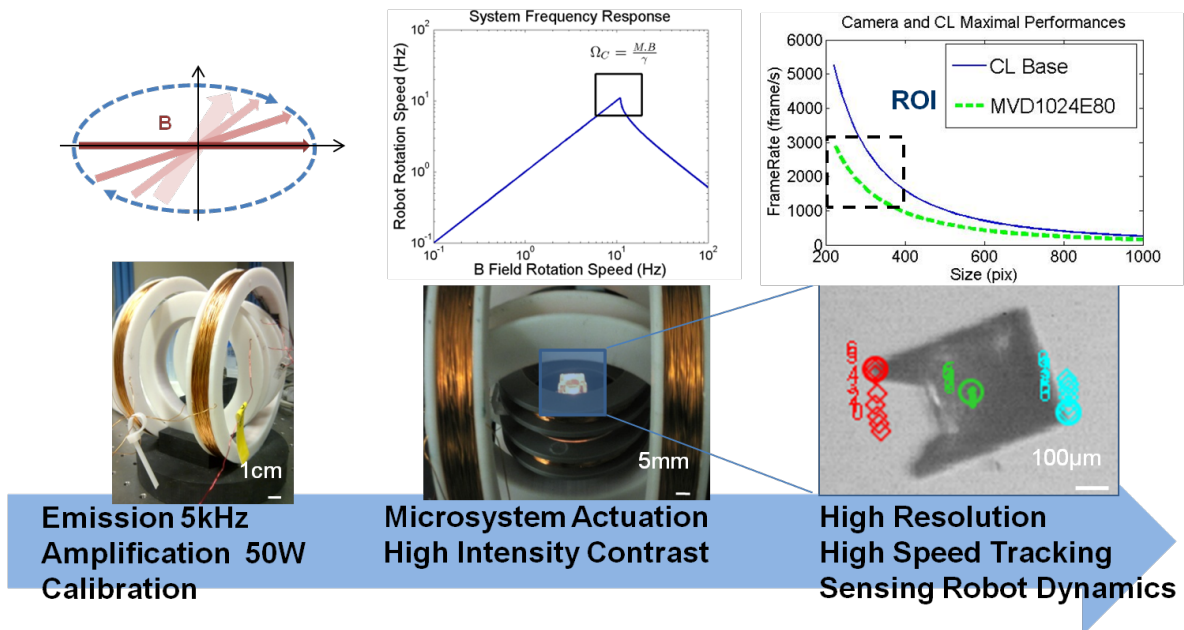 B
System Frequency Response
Ω_C = M.B/γ
10²
10¹
10⁰
10⁻¹
Robot Rotation Speed (Hz)
10⁻¹
10⁰
10¹
10²
B Field Rotation Speed (Hz)
Camera and CL Maximal Performances
6000
5000
4000
3000
2000
1000
0
FrameRate (frame/s)
ROI
CL Base
MVD1024E80
200
400
600
800
1000
Size (pix)
1cm
5mm
100µm
Emission 5kHz
Amplification 50W
Calibration
Microsystem Actuation
High Intensity Contrast
High Resolution
High Speed Tracking
Sensing Robot Dynamics